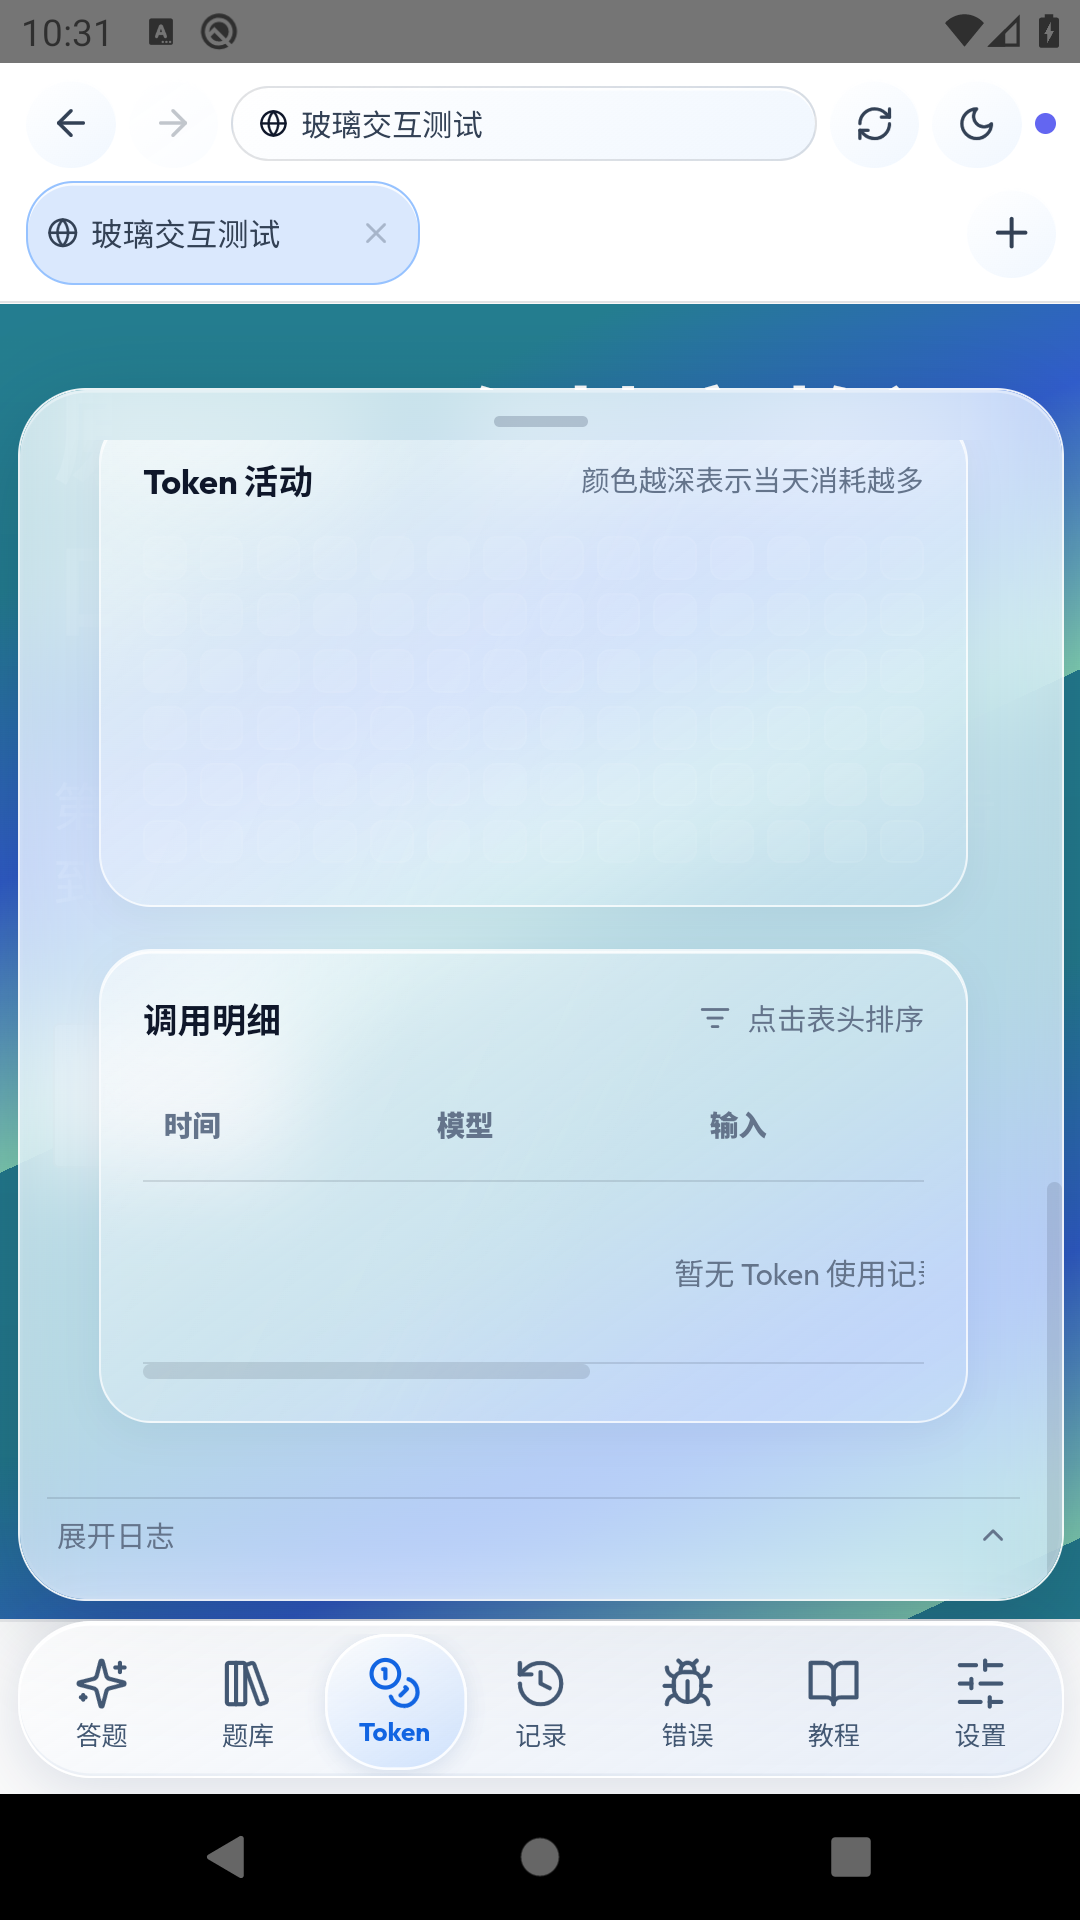 10:31
玻璃交互测试
玻璃交互测试
Token 活动
颜色越深表示当天消耗越多
调用明细
点击表头排序
时间 模型 输入
暂无 Token 使用记
展开日志
答题 题库 Token 记录 错误 教程 设置